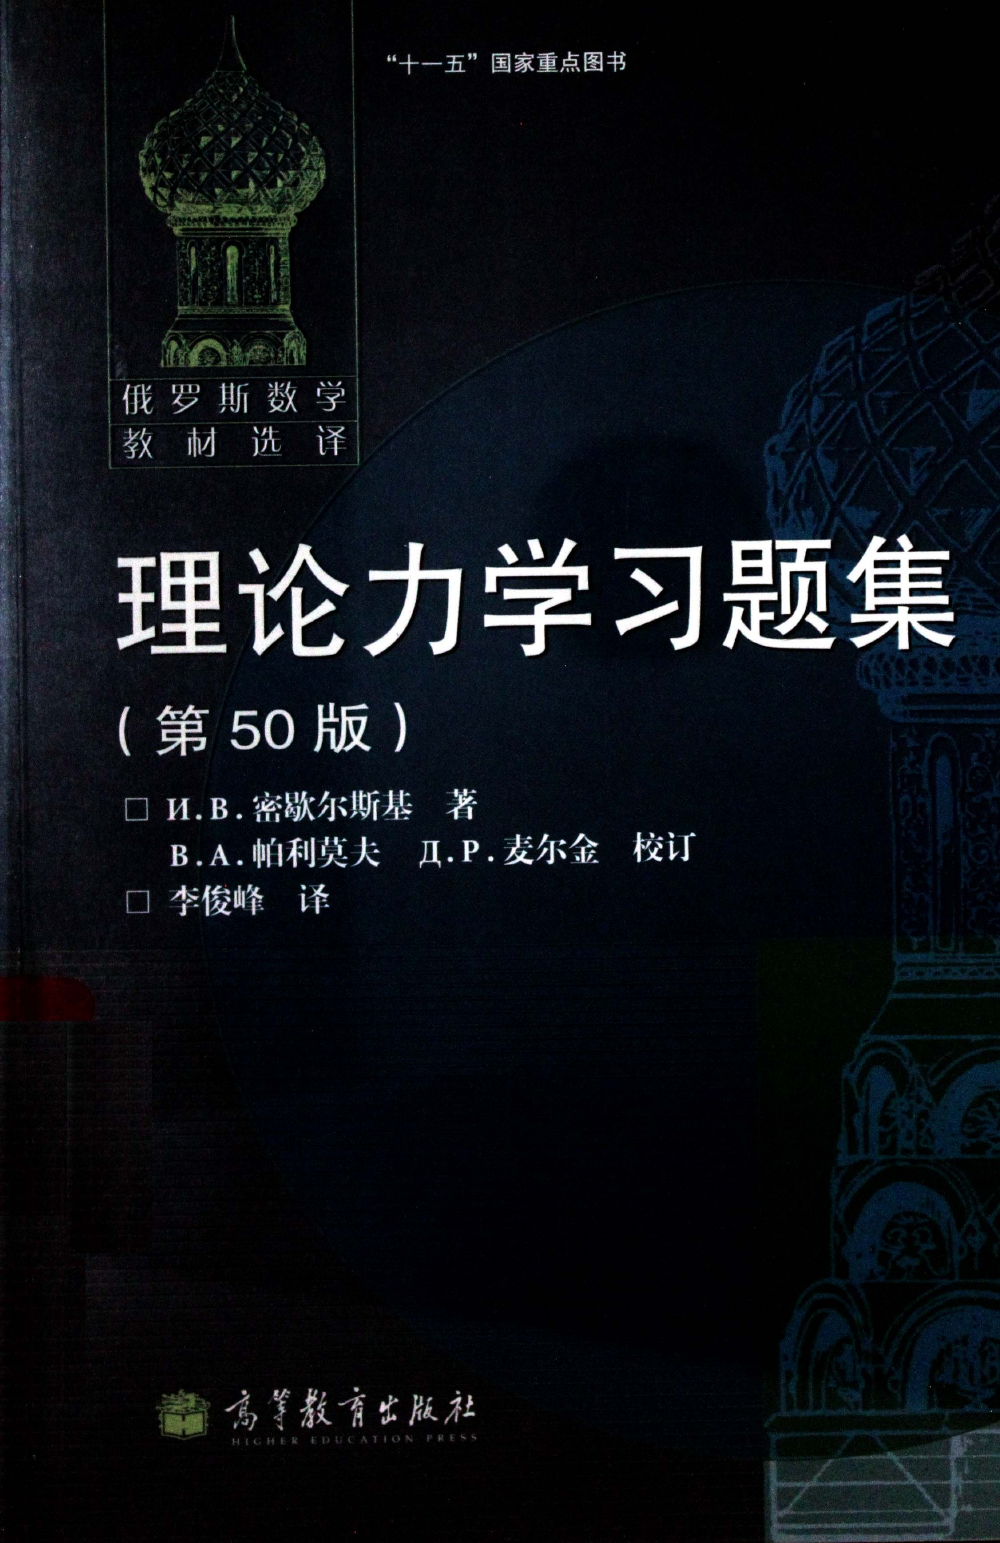 “十一五”国家重点图书
俄罗斯数学
教材选译
理论力学习题集
(第 50 版)
□ И.В.密歇尔斯基 著
В.А.帕利莫夫 Д.Р.麦尔金 校订
□ 李俊峰 译
高等教育出版社
HIGHER EDUCATION PRESS